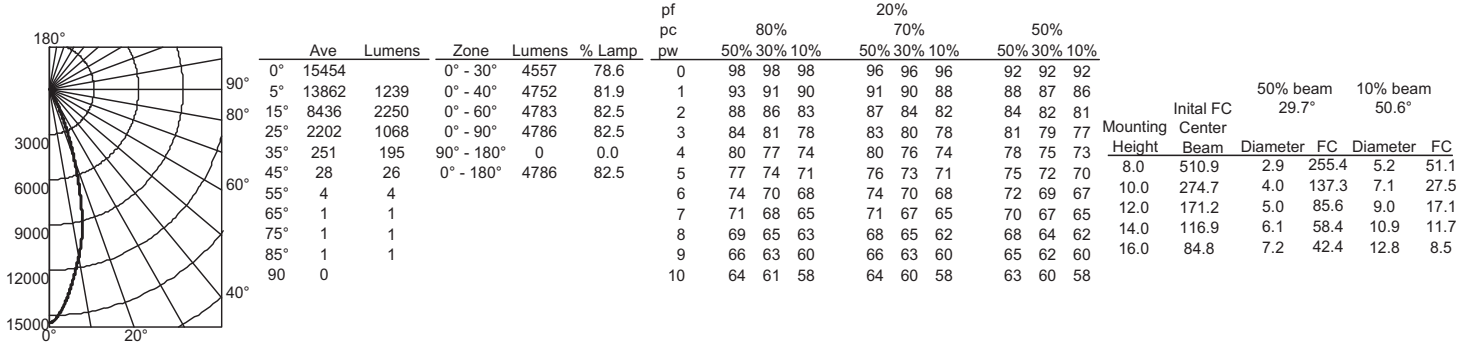 180°
90°
80°
60°
40°
20°
0°
3000
6000
9000
12000
15000
Ave Lumens
0° 15454
5° 13862 1239
15° 8436 2250
25° 2202 1068
35° 251 195
45° 28 26
55° 4 4
65° 1 1
75° 1 1
85° 1 1
90 0
Zone Lumens % Lamp
0° - 30° 4557 78.6
0° - 40° 4752 81.9
0° - 60° 4783 82.5
0° - 90° 4786 82.5
90° - 180° 0 0.0
0° - 180° 4786 82.5
pf 20%
pc 80% 70% 50%
pw 50% 30% 10% 50% 30% 10% 50% 30% 10%
0 98 98 98 96 96 96 92 92 92
1 93 91 90 91 90 88 88 87 86
2 88 86 83 87 84 82 84 82 81
3 84 81 78 83 80 78 81 79 77
4 80 77 74 80 76 74 78 75 73
5 77 74 71 76 73 71 75 72 70
6 74 70 68 74 70 68 72 69 67
7 71 68 65 71 67 65 70 67 65
8 69 65 63 68 65 62 68 64 62
9 66 63 60 66 63 60 65 62 60
10 64 61 58 64 60 58 63 60 58
50% beam 10% beam
Inital FC 29.7° 50.6°
Mounting Center
Height Beam Diameter FC Diameter FC
8.0 510.9 2.9 255.4 5.2 51.1
10.0 274.7 4.0 137.3 7.1 27.5
12.0 171.2 5.0 85.6 9.0 17.1
14.0 116.9 6.1 58.4 10.9 11.7
16.0 84.8 7.2 42.4 12.8 8.5